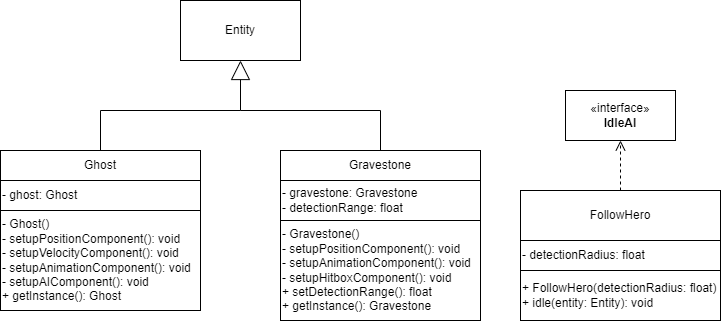 Entity
Ghost
- ghost: Ghost
- Ghost()
- setupPositionComponent(): void
- setupVelocityComponent(): void
- setupAnimationComponent(): void
- setupAIComponent(): void
+ getInstance(): Ghost
Gravestone
- gravestone: Gravestone
- detectionRange: float
- Gravestone()
- setupPositionComponent(): void
- setupAnimationComponent(): void
- setupHitboxComponent(): void
+ setDetectionRange(): float
+ getInstance(): Gravestone
«interface»
IdleAI
FollowHero
- detectionRadius: float
+ FollowHero(detectionRadius: float)
+ idle(entity: Entity): void